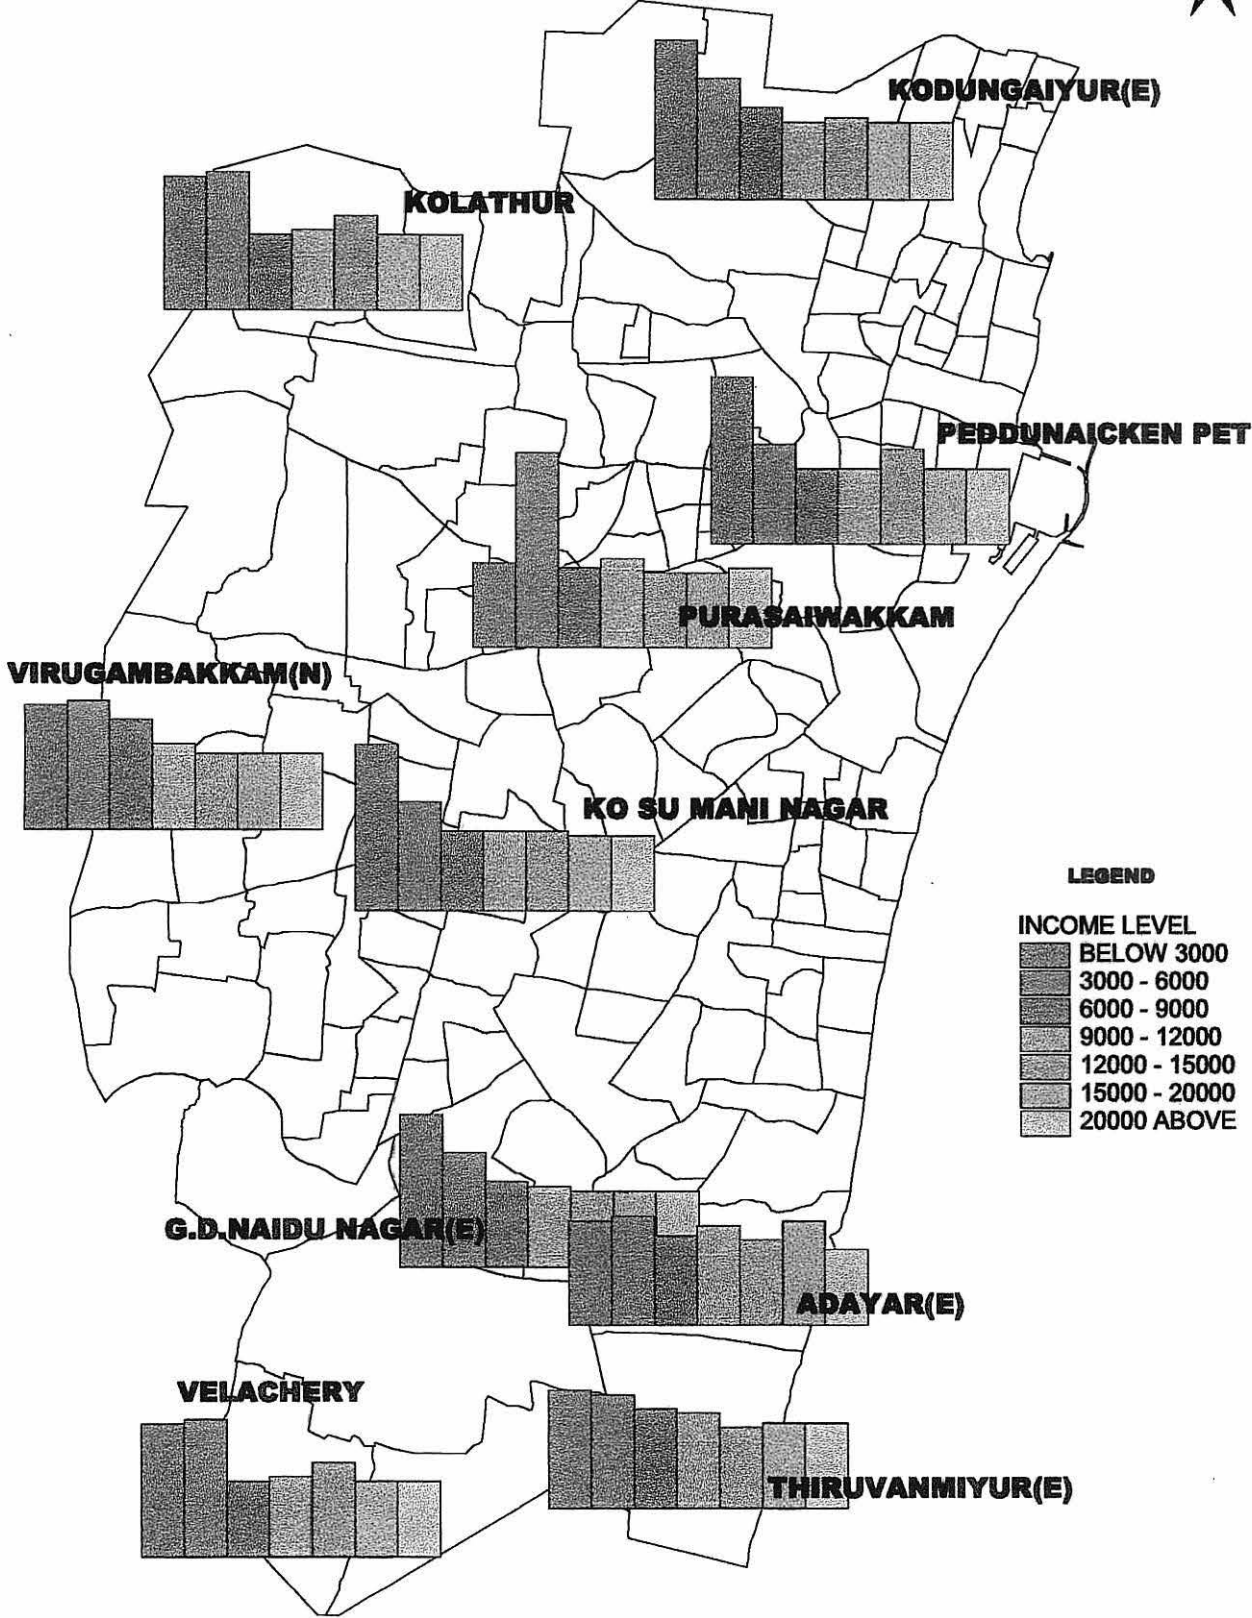 KODUNGAIYUR(E)
KOLATHUR
PEDDUNAICKEN PET
PURASAIWAKKAM
VIRUGAMBAKKAM(N)
KO SU MANI NAGAR
LEGEND
INCOME LEVEL
BELOW 3000
3000 - 6000
6000 - 9000
9000 - 12000
12000 - 15000
15000 - 20000
20000 ABOVE
G.D.NAIDU NAGAR(E)
ADAYAR(E)
VELACHERY
THIRUVANMIYUR(E)